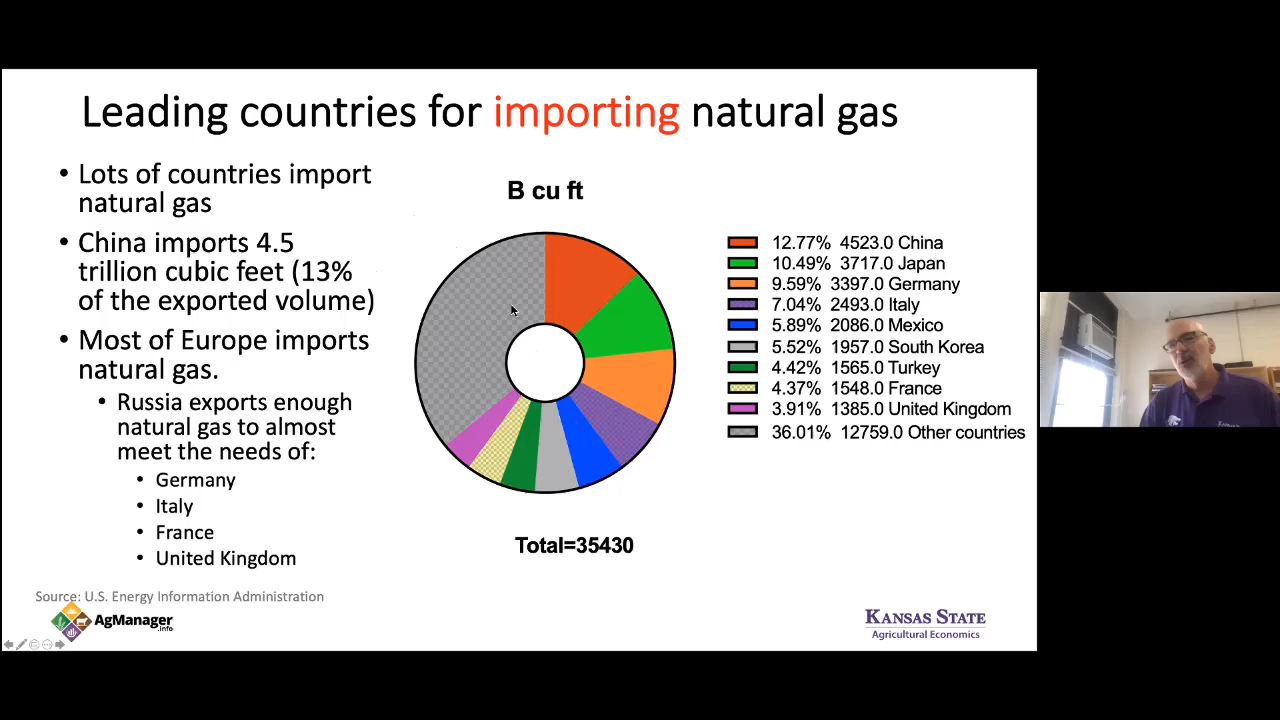 Leading countries for importing natural gas
• Lots of countries import
natural gas
• China imports 4.5
trillion cubic feet (13%
of the exported volume)
• Most of Europe imports
natural gas.
• Russia exports enough
natural gas to almost
meet the needs of:
• Germany
• Italy
• France
• United Kingdom
B cu ft
12.77% 4523.0 China
10.49% 3717.0 Japan
9.59% 3397.0 Germany
7.04% 2493.0 Italy
5.89% 2086.0 Mexico
5.52% 1957.0 South Korea
4.42% 1565.0 Turkey
4.37% 1548.0 France
3.91% 1385.0 United Kingdom
36.01% 12759.0 Other countries
Total=35430
Source: U.S. Energy Information Administration
AgManager
.info
KANSAS STATE
Agricultural Economics